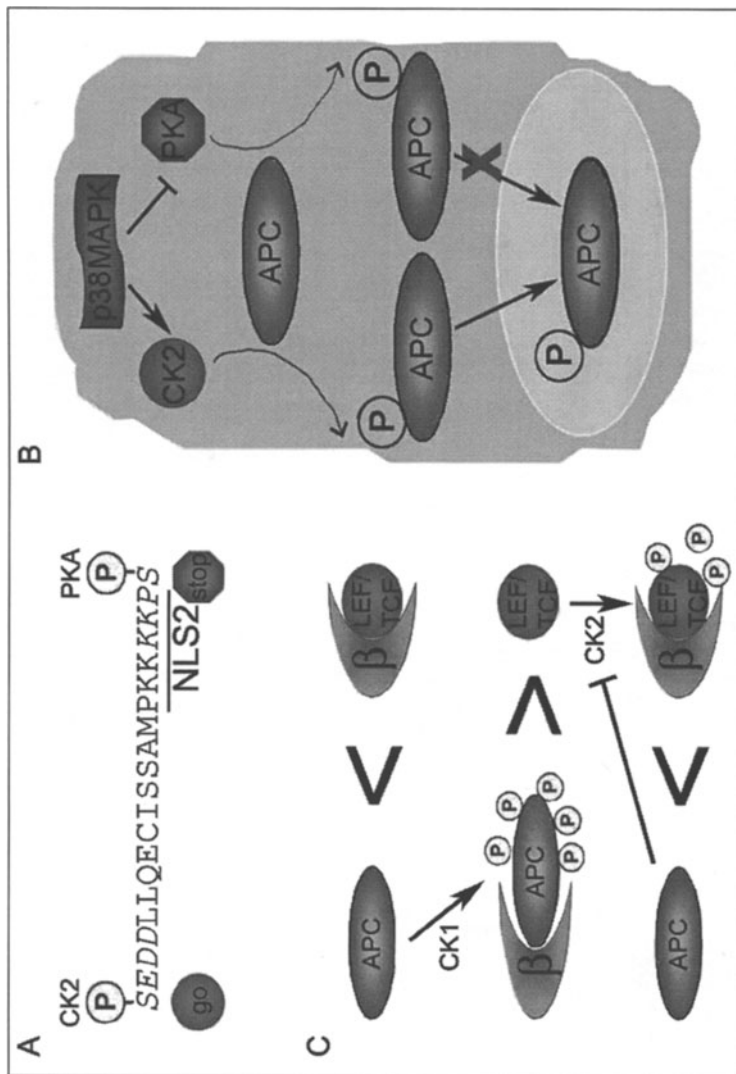 A
CK2
PKA
P
P
SEDDLLQECISSAMPKKKKPS
NLS2
go
stop
B
p38MAPK
CK2
PKA
APC
P
P
APC
APC
X
P
APC
C
APC
<
β
LEF/
TCF
CK1
P
P
P
P
P
P
β
APC
>
LEF/
TCF
CK2
APC
<
β
LEF/
TCF
P
P
P